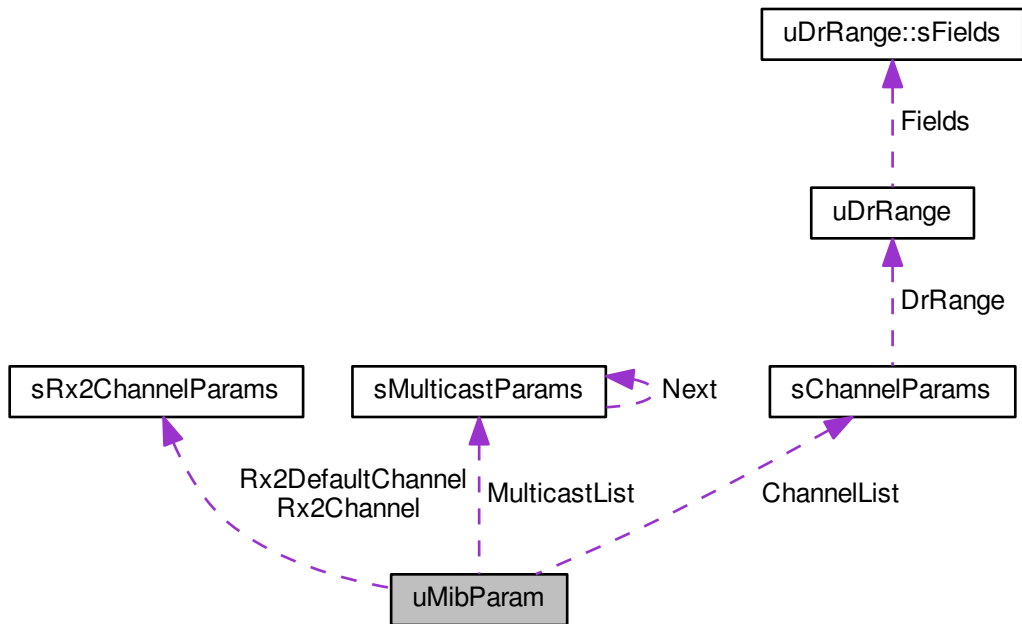 uDrRange::sFields
Fields
uDrRange
DrRange
sRx2ChannelParams
sMulticastParams
Next
sChannelParams
Rx2DefaultChannel
Rx2Channel
MulticastList
ChannelList
uMibParam